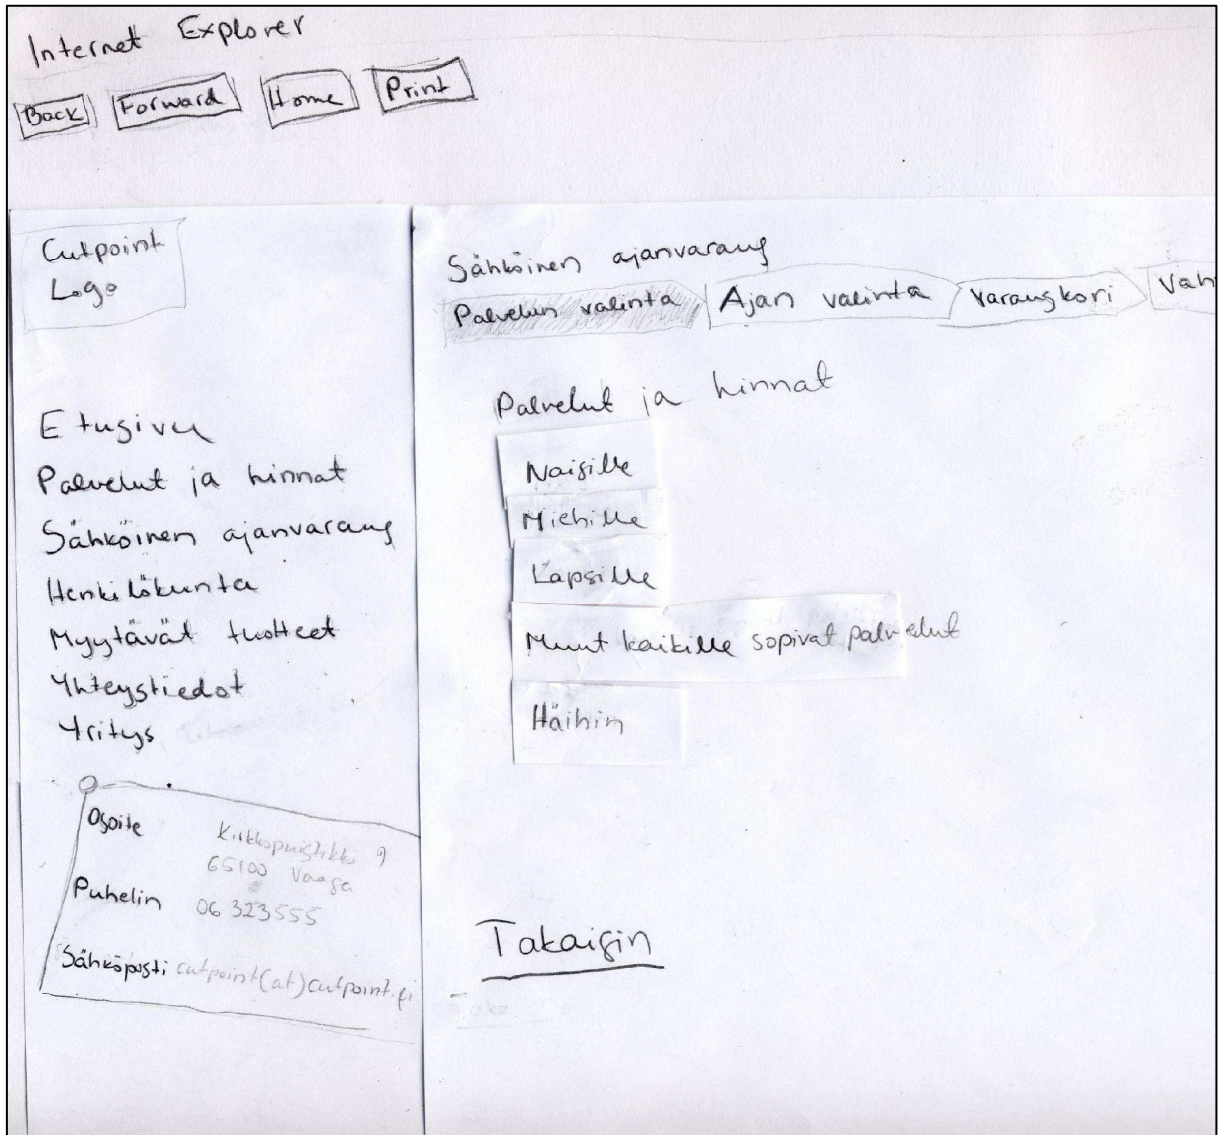 Internet Explorer
Back Forward Home Print
Cutpoint
Logo
Etusivu
Palvelut ja hinnat
Sähköinen ajanvaraus
Henkilökunta
Myytävät tuotteet
Yhteystiedot
Yritys
Osoite Kirkkopuistikko 9
65100 Vaasa
Puhelin 06 323555
Sähköposti cutpoint(at)cutpoint.fi
Sähköinen ajanvaraus
Palvelun valinta Ajan valinta Varauskori Vah
Palvelut ja hinnat
Naisille
Miehille
Lapsille
Muut kaikille sopivat palvelut
Häihin
Takaisin